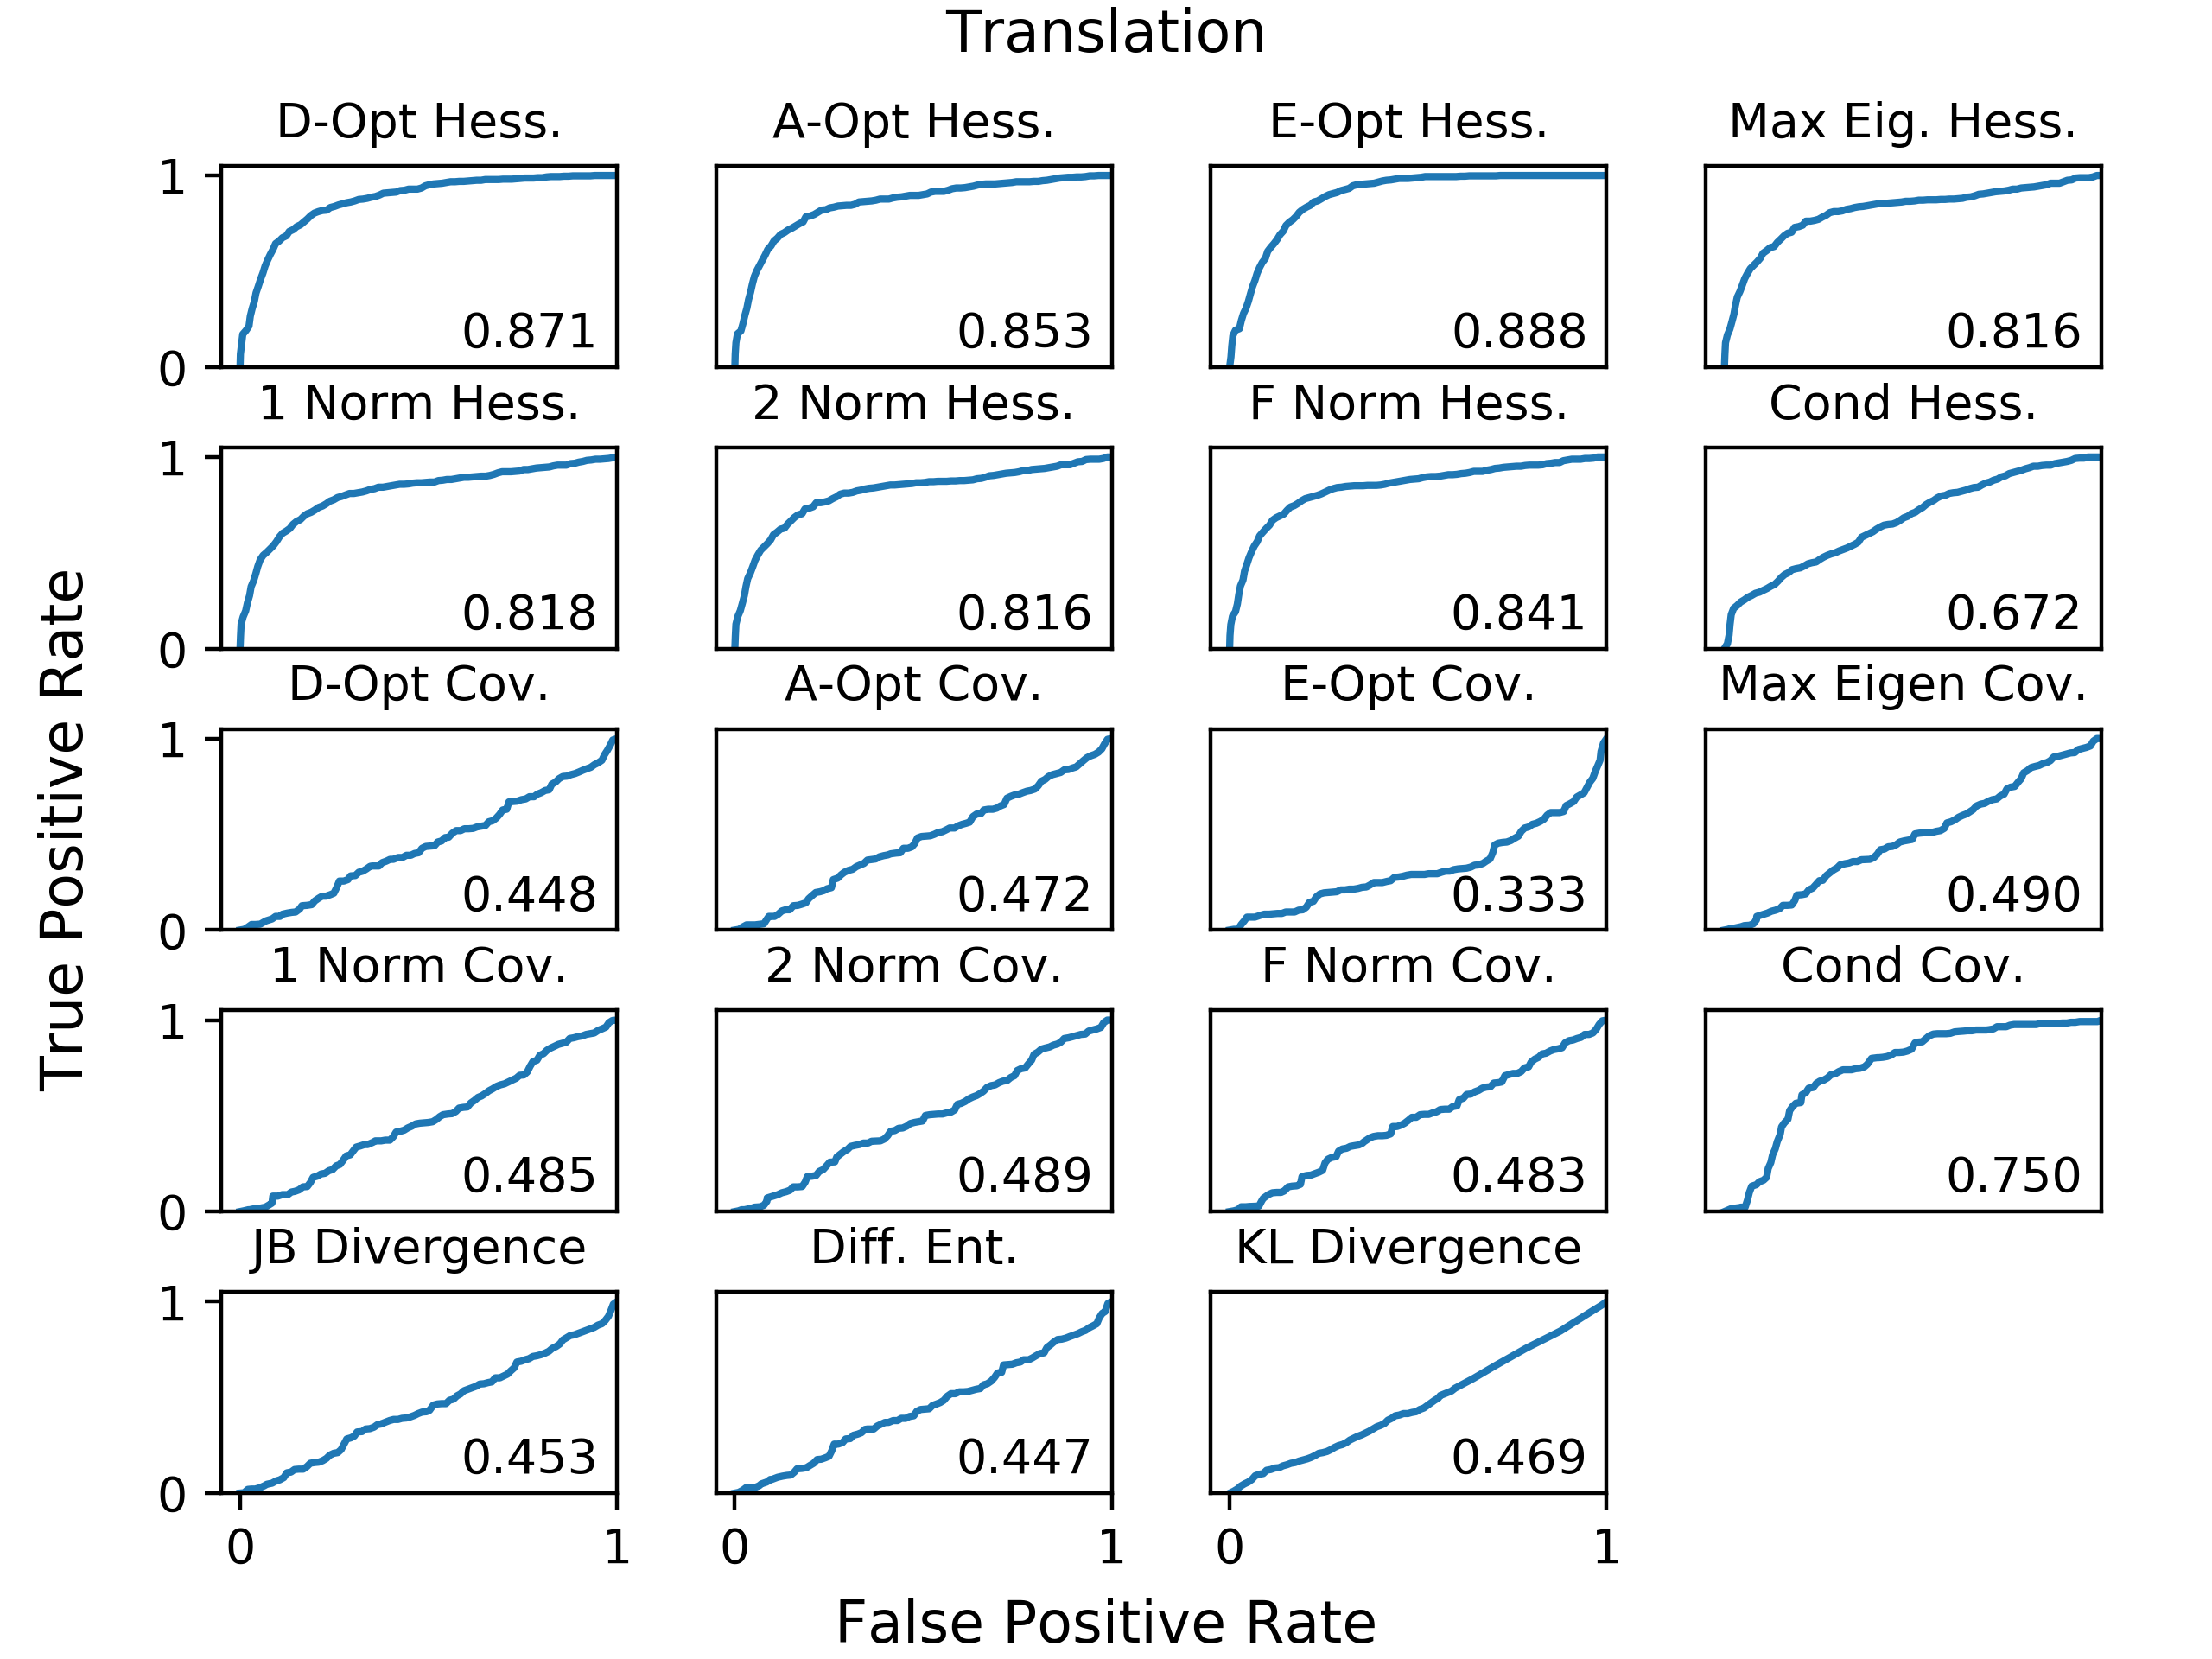 Translation
D-Opt Hess.
A-Opt Hess.
E-Opt Hess.
Max Eig. Hess.
1
0
0.871
0.853
0.888
0.816
1 Norm Hess.
2 Norm Hess.
F Norm Hess.
Cond Hess.
1
0
0.818
0.816
0.841
0.672
D-Opt Cov.
A-Opt Cov.
E-Opt Cov.
Max Eigen Cov.
1
0
0.448
0.472
0.333
0.490
1 Norm Cov.
2 Norm Cov.
F Norm Cov.
Cond Cov.
1
0
0.485
0.489
0.483
0.750
JB Divergence
Diff. Ent.
KL Divergence
1
0
0.453
0.447
0.469
0
1
0
1
0
1
True Positive Rate
False Positive Rate